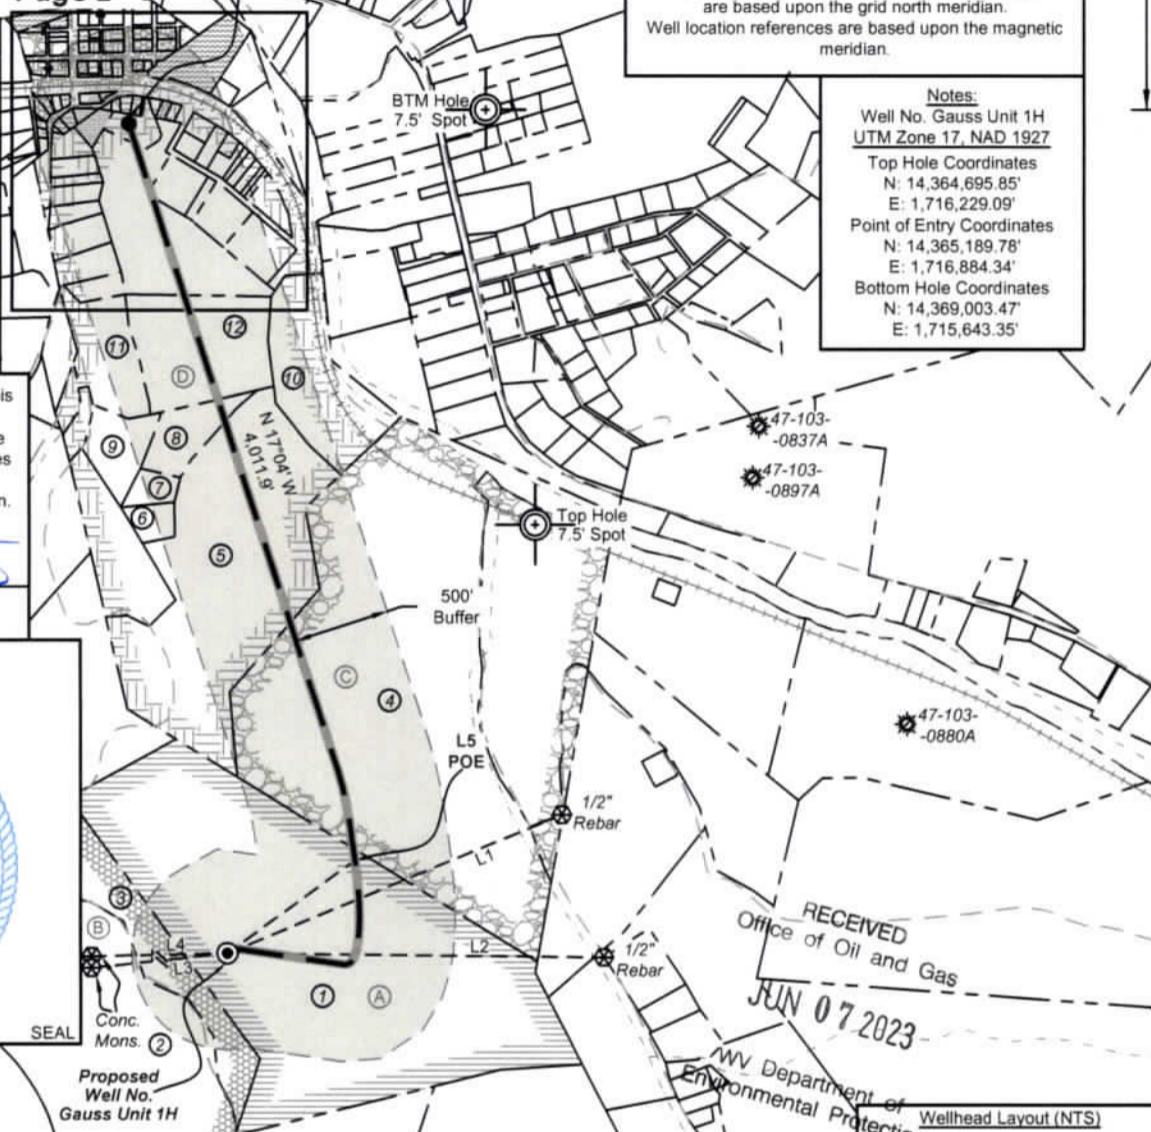 Page 2
are based upon the grid north meridian.
Well location references are based upon the magnetic
meridian.
BTM Hole
7.5' Spot
Notes:
Well No. Gauss Unit 1H
UTM Zone 17, NAD 1927
Top Hole Coordinates
N: 14,364,695.85'
E: 1,716,229.09'
Point of Entry Coordinates
N: 14,365,189.78'
E: 1,716,884.34'
Bottom Hole Coordinates
N: 14,369,003.47'
E: 1,715,643.35'
11
12
D
10
is
9
8
N 17°04' W
4,011.9'
47-103-
-0837A
47-103-
-0897A
7
6
n.
Top Hole
7.5' Spot
5
500'
Buffer
C
4
47-103-
-0880A
L5
POE
1/2"
Rebar
L1
3
B
L4
L3
L2
1/2"
Rebar
1
A
RECEIVED
Office of Oil and Gas
JUN 07 2023
WV Department of
Environmental Protectio
SEAL
Conc.
Mons.
2
Proposed
Well No.
Gauss Unit 1H
Wellhead Layout (NTS)